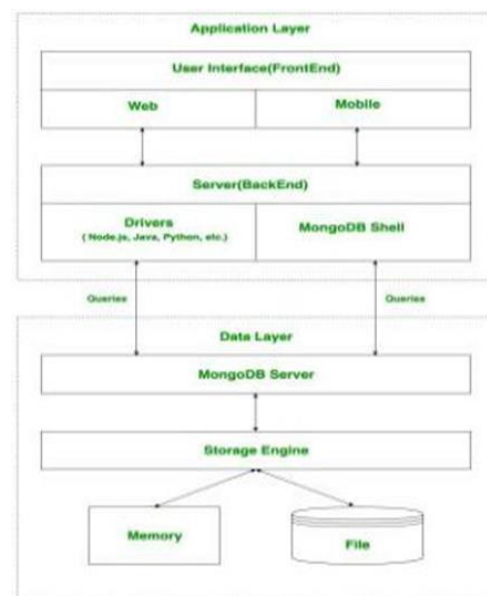 Application Layer
User Interface(FrontEnd)
Web
Mobile
Server(BackEnd)
Drivers
( Node.js, Java, Python, etc.)
MongoDB Shell
Queries
Queries
Data Layer
MongoDB Server
Storage Engine
Memory
File